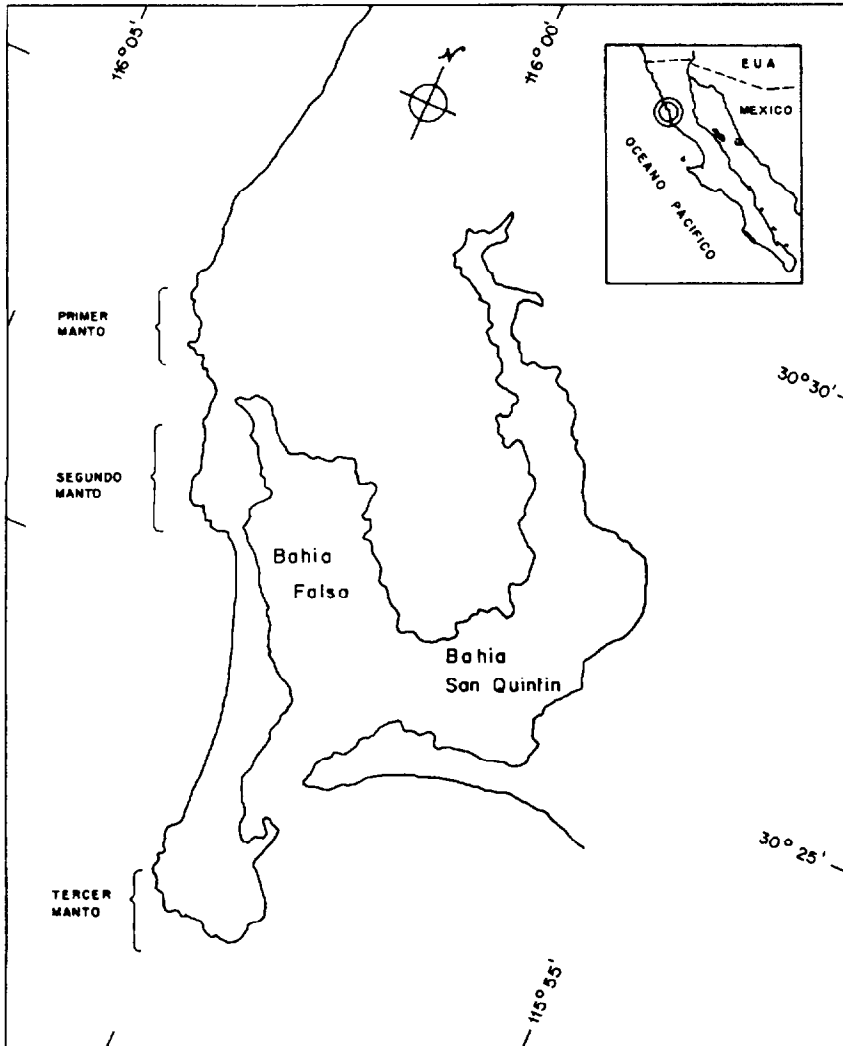 116°05'
116°00'
N
EUA
MEXICO
OCEANO PACIFICO
PRIMER
MANTO
30°30'
SEGUNDO
MANTO
Bahia
Falsa
Bahia
San Quintin
30°25'
TERCER
MANTO
115°55'